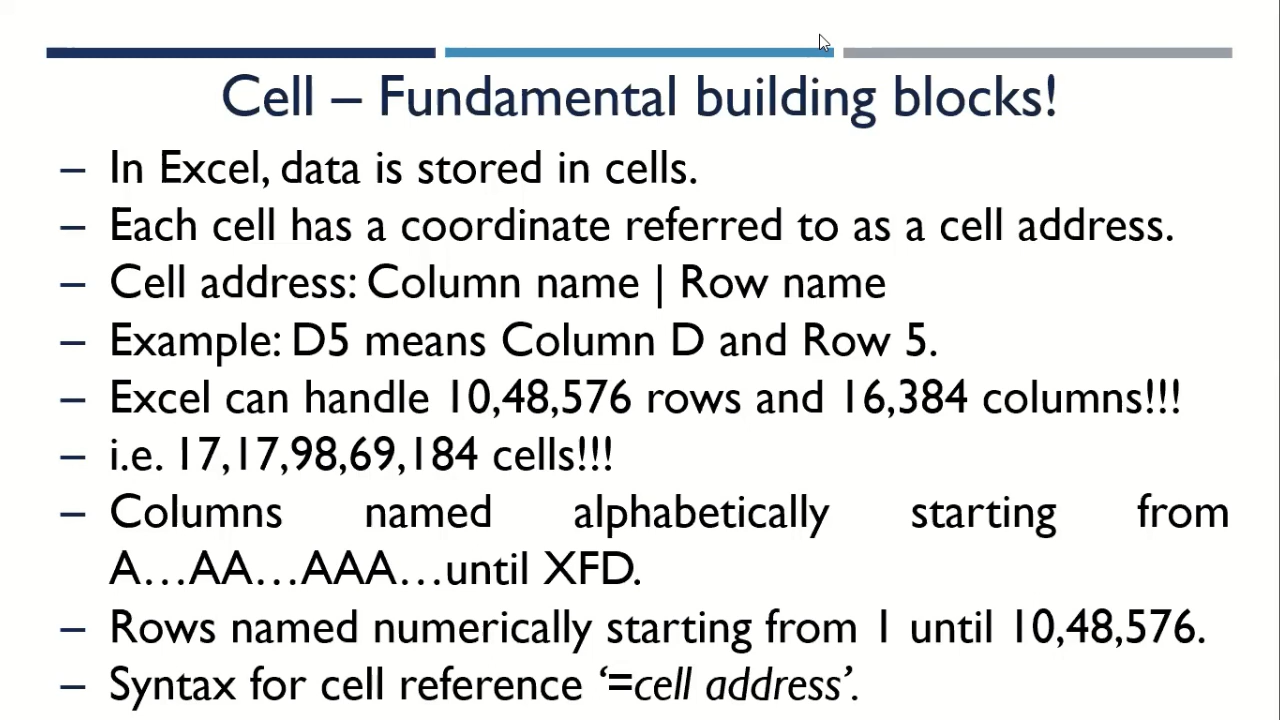 Cell – Fundamental building blocks!
– In Excel, data is stored in cells.
– Each cell has a coordinate referred to as a cell address.
– Cell address: Column name | Row name
– Example: D5 means Column D and Row 5.
– Excel can handle 10,48,576 rows and 16,384 columns!!!
– i.e. 17,17,98,69,184 cells!!!
– Columns named alphabetically starting from
A…AA…AAA…until XFD.
– Rows named numerically starting from 1 until 10,48,576.
– Syntax for cell reference ‘=cell address’.